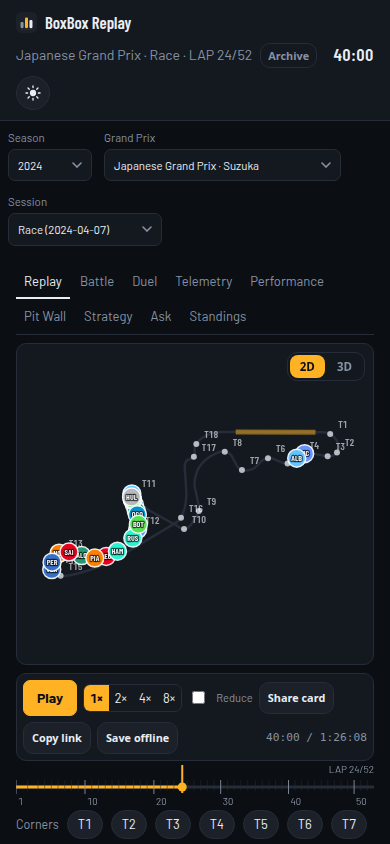 BoxBox Replay
Japanese Grand Prix · Race · LAP 24/52 Archive 40:00
Season Grand Prix
2024 Japanese Grand Prix · Suzuka
Session
Race (2024-04-07)
Replay Battle Duel Telemetry Performance
Pit Wall Strategy Ask Standings
2D 3D
T1
T18 T8 T2
T17 T6 T4 T3
T7 ALB
T11
HUL
T9
T12 T10
BOT
RUS
T13
SAI HAM
PER PIA
T15
Play 1× 2× 4× 8× Reduce Share card
Copy link Save offline 40:00 / 1:26:08
LAP 24/52
1 10 20 30 40 50
Corners T1 T2 T3 T4 T5 T6 T7